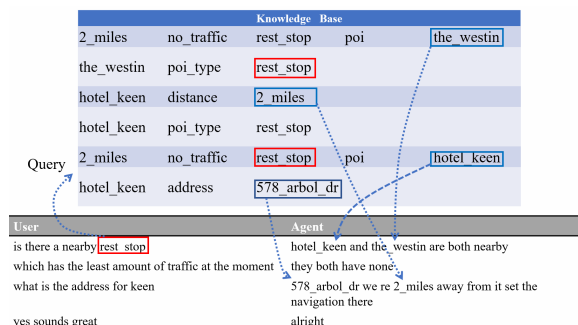 Knowledge Base
2_miles no_traffic rest_stop poi the_westin
the_westin poi_type rest_stop
hotel_keen distance 2_miles
hotel_keen poi_type rest_stop
2_miles no_traffic rest_stop poi hotel_keen
hotel_keen address 578_arbol_dr
Query
User Agent
is there a nearby rest_stop hotel_keen and the_westin are both nearby
which has the least amount of traffic at the moment they both have none
what is the address for keen 578_arbol_dr we re 2_miles away from it set the
navigation there
yes sounds great alright